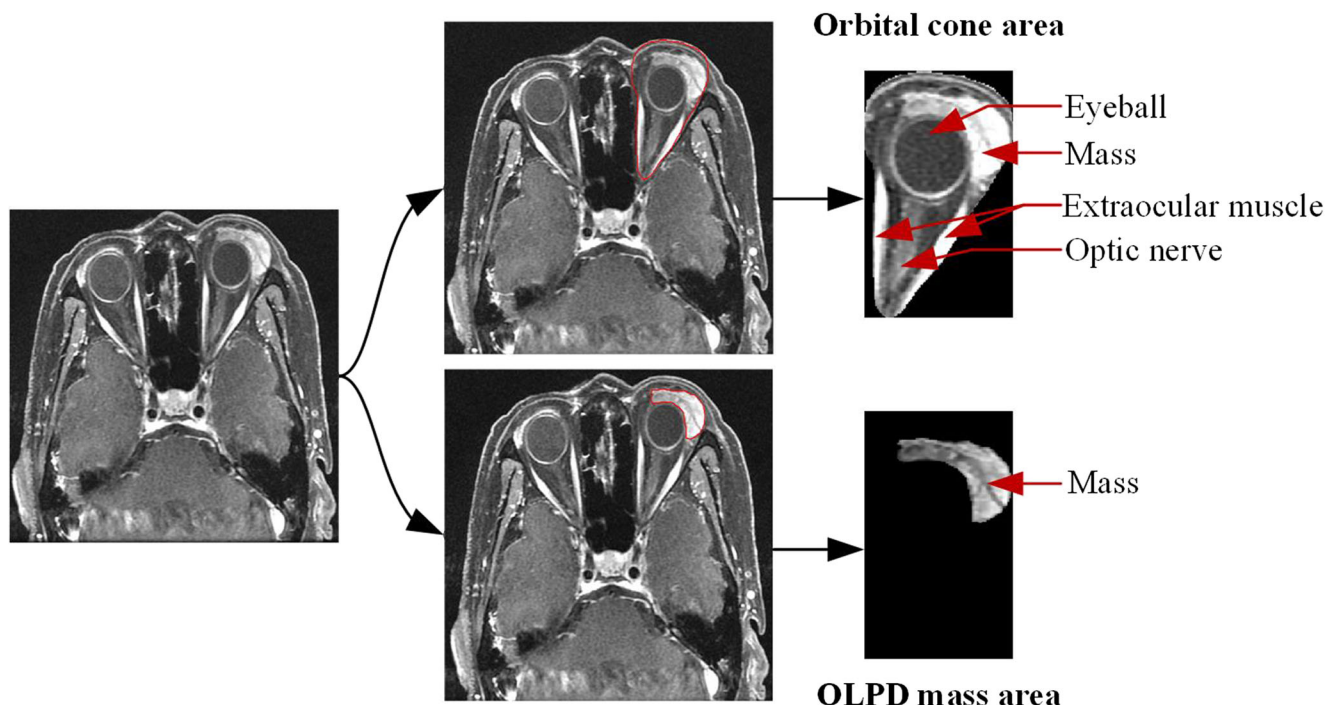 Orbital cone area
Eyeball
Mass
Extraocular muscle
Optic nerve
Mass
OLPD mass area